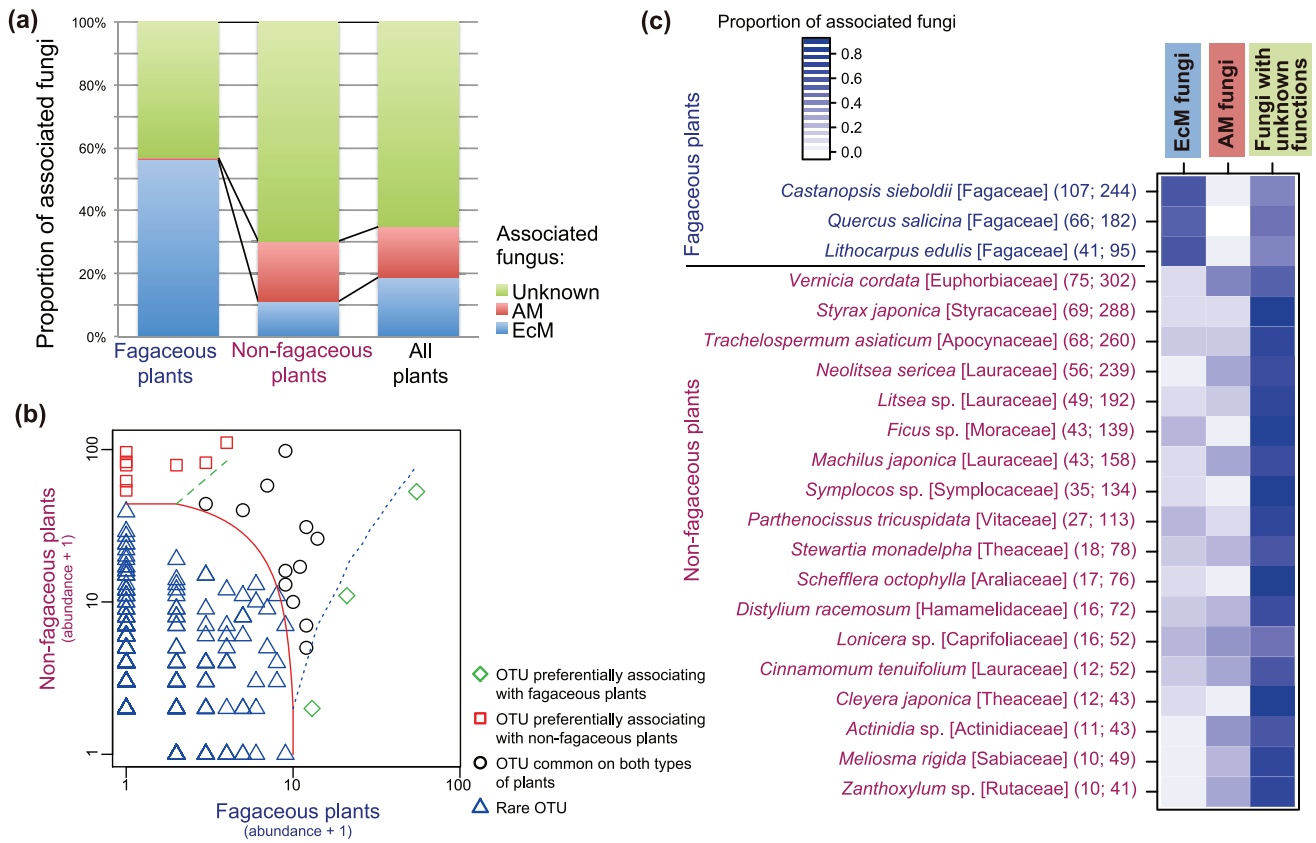 (a)
100%
80%
60%
40%
20%
0%
Proportion of associated fungi
Fagaceous
plants
Non-fagaceous
plants
All
plants
Associated
fungus:
Unknown
AM
EcM
(b)
100
10
1
Non-fagaceous plants
(abundance + 1)
1
10
100
Fagaceous plants
(abundance + 1)
OTU preferentially associating
with fagaceous plants
OTU preferentially associating
with non-fagaceous plants
OTU common on both types
of plants
Rare OTU
(c)
Proportion of associated fungi
0.8
0.6
0.4
0.2
0.0
EcM fungi
AM fungi
Fungi with
unknown
functions
Fagaceous plants
Castanopsis sieboldii [Fagaceae] (107; 244)
Quercus salicina [Fagaceae] (66; 182)
Lithocarpus edulis [Fagaceae] (41; 95)
Non-fagaceous plants
Vernicia cordata [Euphorbiaceae] (75; 302)
Styrax japonica [Styracaceae] (69; 288)
Trachelospermum asiaticum [Apocynaceae] (68; 260)
Neolitsea sericea [Lauraceae] (56; 239)
Litsea sp. [Lauraceae] (49; 192)
Ficus sp. [Moraceae] (43; 139)
Machilus japonica [Lauraceae] (43; 158)
Symplocos sp. [Symplocaceae] (35; 134)
Parthenocissus tricuspidata [Vitaceae] (27; 113)
Stewartia monadelpha [Theaceae] (18; 78)
Schefflera octophylla [Araliaceae] (17; 76)
Distylium racemosum [Hamamelidaceae] (16; 72)
Lonicera sp. [Caprifoliaceae] (16; 52)
Cinnamomum tenuifolium [Lauraceae] (12; 52)
Cleyera japonica [Theaceae] (12; 43)
Actinidia sp. [Actinidiaceae] (11; 43)
Meliosma rigida [Sabiaceae] (10; 49)
Zanthoxylum sp. [Rutaceae] (10; 41)